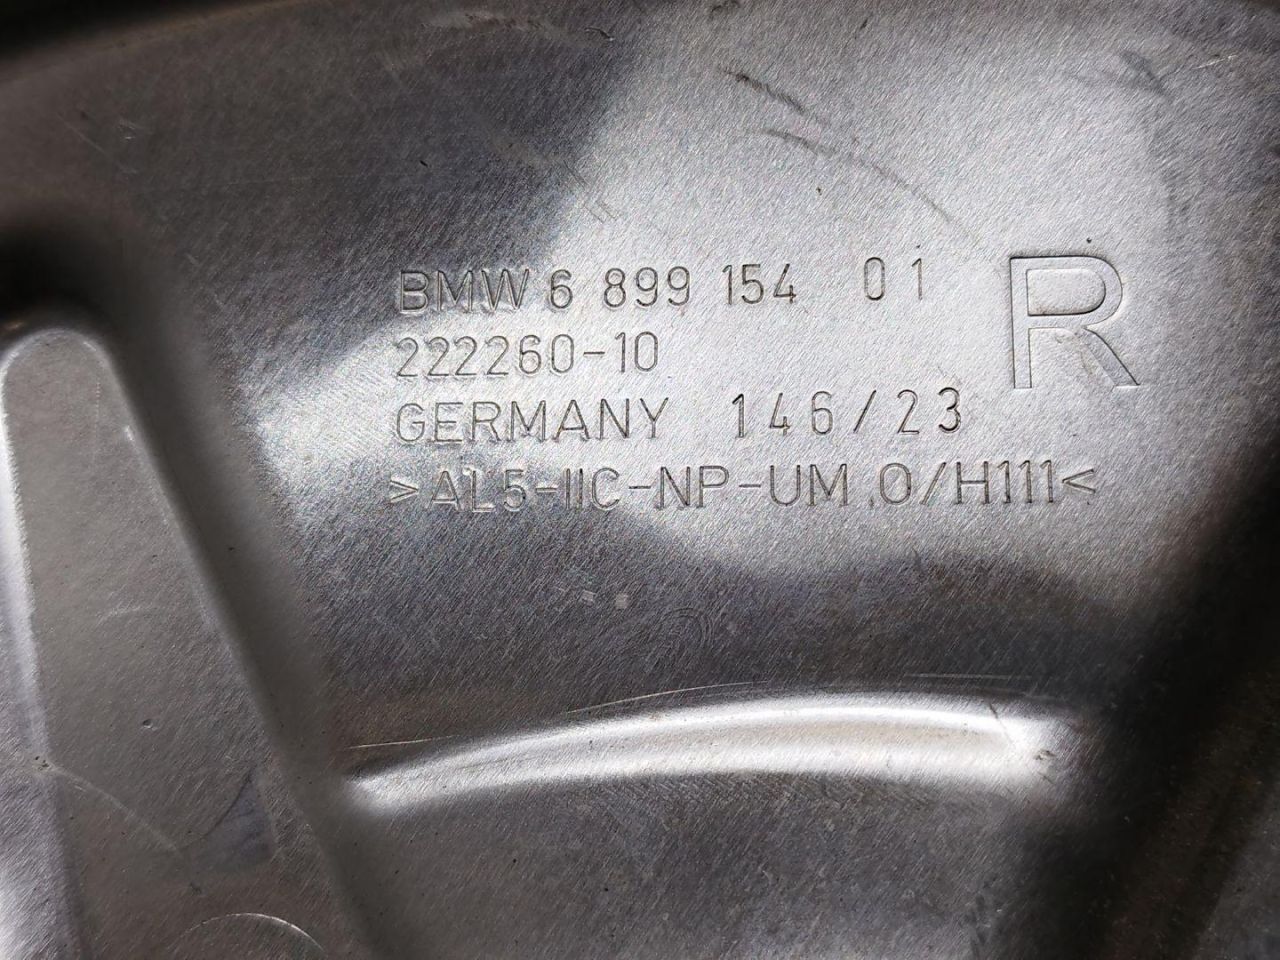 BMW 6 899 154 01 R
222260-10
GERMANY 146/23
>AL5-IIC-NP-UM,O/H111<